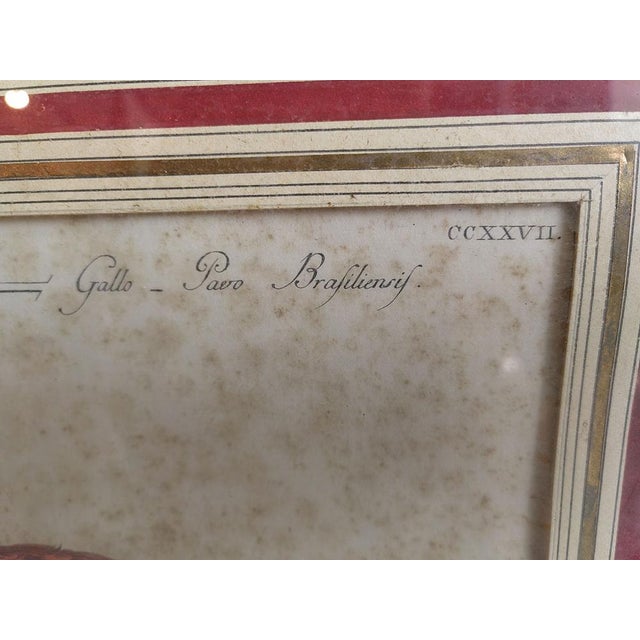 CCXXVII.
Gallo - Pavo Brasiliensis.